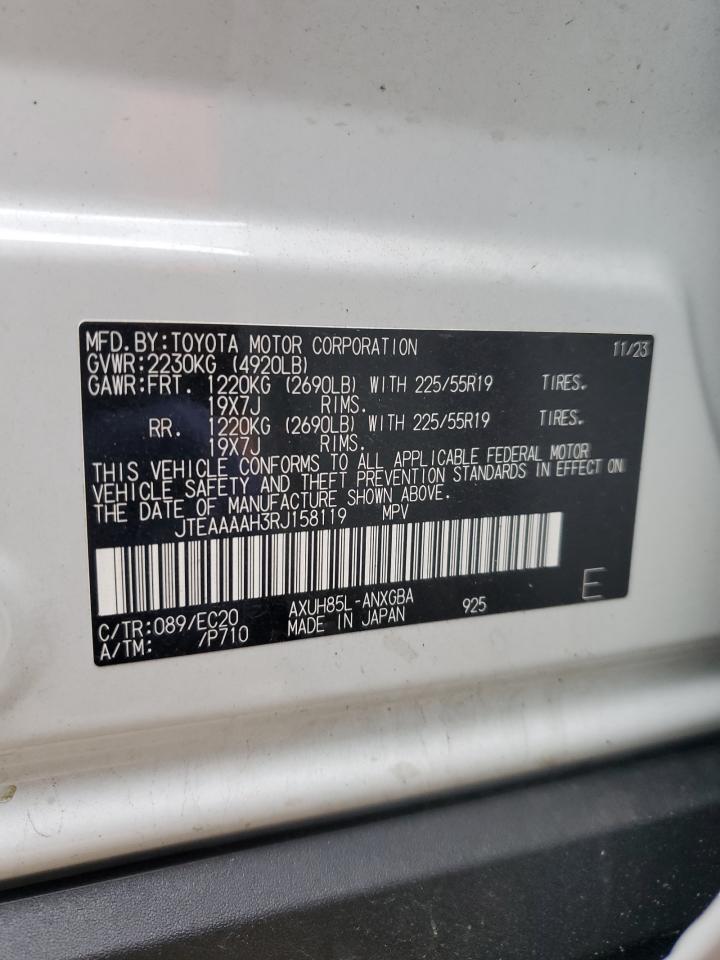 MFD. BY:TOYOTA MOTOR CORPORATION 11/23
GVWR:2230KG (4920LB)
GAWR:FRT. 1220KG (2690LB) WITH 225/55R19 TIRES.
19X7J RIMS.
RR. 1220KG (2690LB) WITH 225/55R19 TIRES.
19X7J RIMS.
THIS VEHICLE CONFORMS TO ALL APPLICABLE FEDERAL MOTOR
VEHICLE SAFETY AND THEFT PREVENTION STANDARDS IN EFFECT ON
THE DATE OF MANUFACTURE SHOWN ABOVE.
JTEAAAAH3RJ158119 MPV
C/TR:089/EC20 AXUH85L-ANXGBA 925 E
A/TM: /P710 MADE IN JAPAN